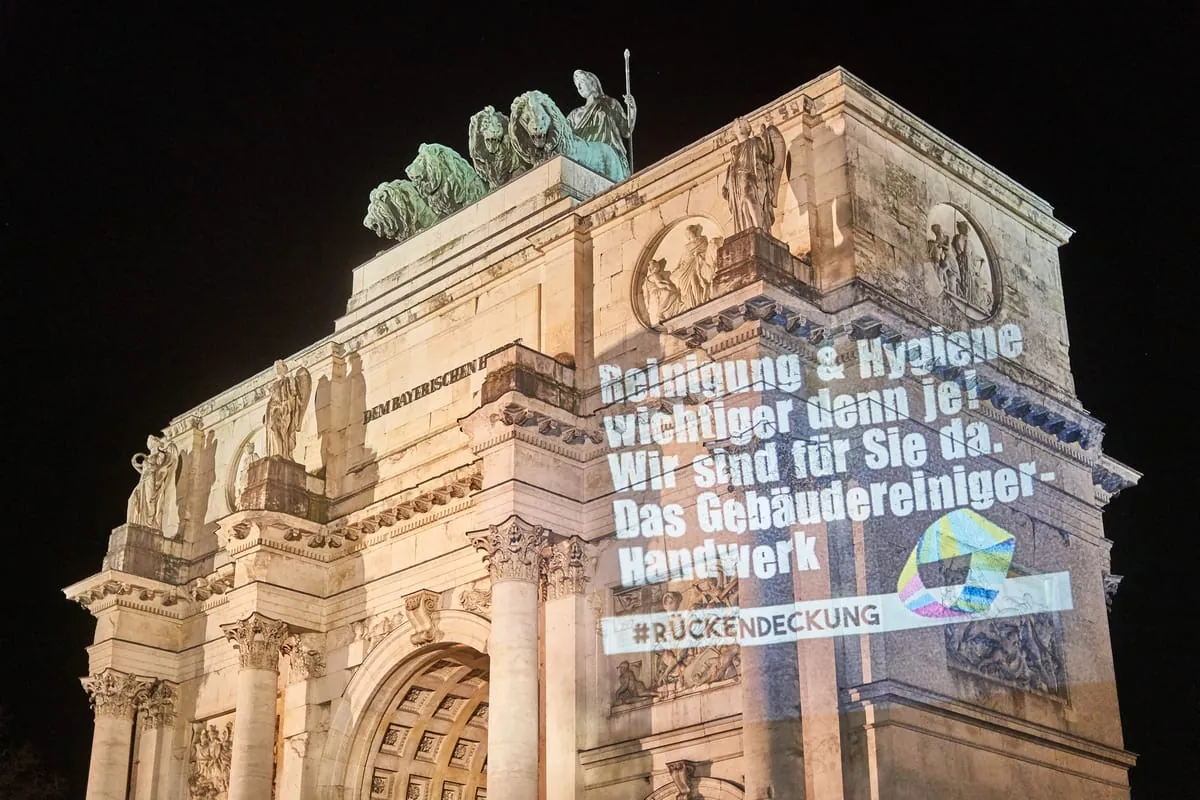 DEM BAYERISCHEN
Reinigung & Hygiene
wichtiger denn je!
Wir sind für Sie da.
Das Gebäudereiniger-
Handwerk
#RÜCKENDECKUNG